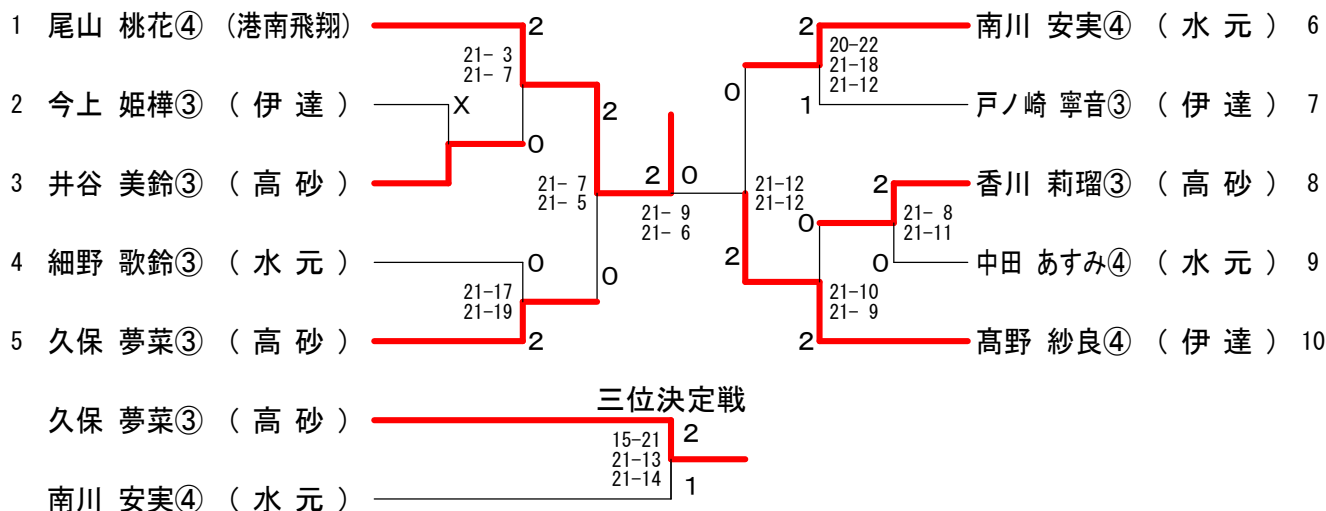 1 尾山 桃花④ (港南飛翔) 2
21- 3
21- 7
2 今上 姫樺③ ( 伊 達 ) X
0
3 井谷 美鈴③ ( 高 砂 )
2
21- 7
21- 5
4 細野 歌鈴③ ( 水 元 ) 0
21-17
21-19
0
5 久保 夢菜③ ( 高 砂 ) 2
2 0
21- 9
21- 6
2 南川 安実④ ( 水 元 ) 6
20-22
21-18
21-12
0
1 戸ノ崎 寧音③ ( 伊 達 ) 7
21-12
21-12
2 香川 莉瑠③ ( 高 砂 ) 8
21- 8
21-11
0
0 中田 あすみ④ ( 水 元 ) 9
2
21-10
21- 9
2 髙野 紗良④ ( 伊 達 ) 10
三位決定戦
久保 夢菜③ ( 高 砂 )
2
15-21
21-13
21-14
1
南川 安実④ ( 水 元 )